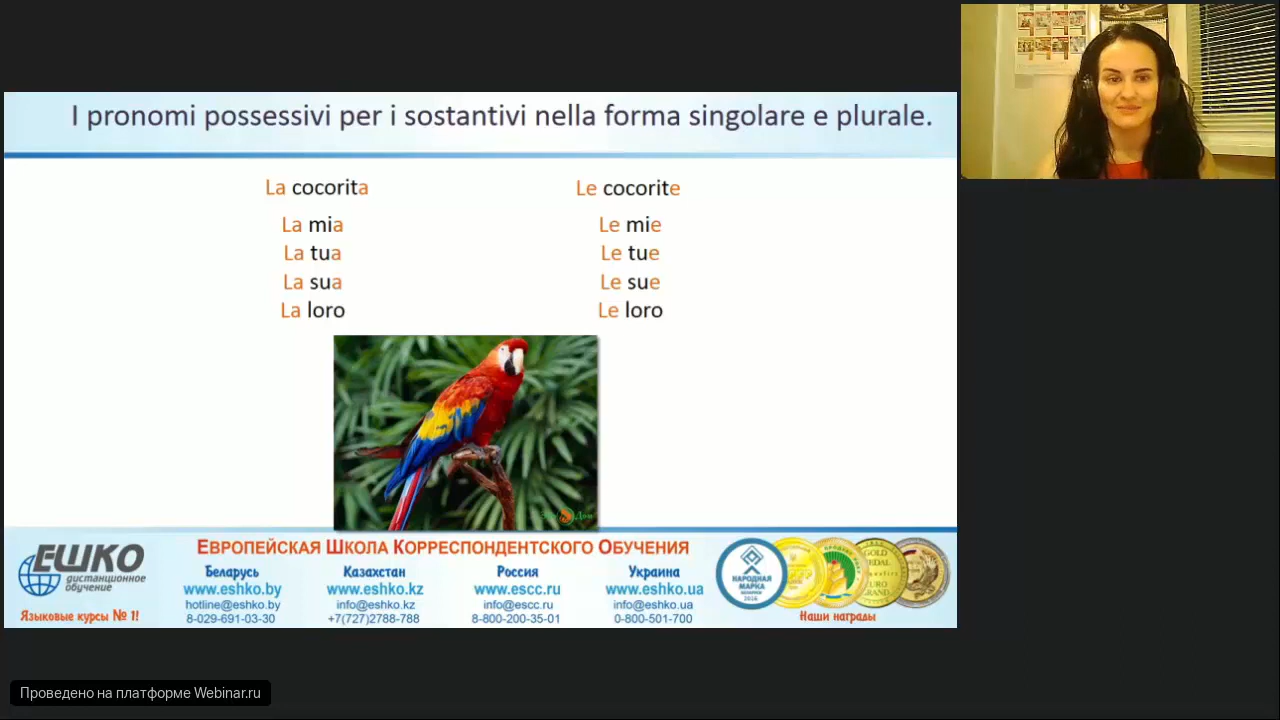 I pronomi possessivi per i sostantivi nella forma singolare e plurale.
La cocorita
Le cocorite
La mia
Le mie
La tua
Le tue
La sua
Le sue
La loro
Le loro
ЕШКО
дистанционное
обучение
Языковые курсы № 1!
ЕВРОПЕЙСКАЯ ШКОЛА КОРРЕСПОНДЕНТСКОГО ОБУЧЕНИЯ
Беларусь
www.eshko.by
hotline@eshko.by
8-029-691-03-30
Казахстан
www.eshko.kz
info@eshko.kz
+7(727)2788-788
Россия
www.escc.ru
info@escc.ru
8-800-200-35-01
Украина
www.eshko.ua
info@eshko.ua
0-800-501-700
НАРОДНАЯ
МАРКА
GOLD
MEDAL
Наши награды
Проведено на платформе Webinar.ru